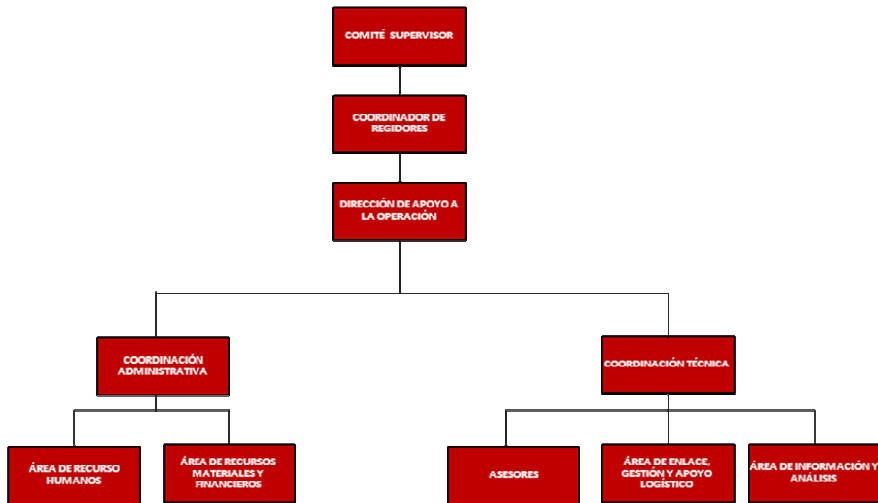 COMITÉ SUPERVISOR
COORDINADOR DE
REGIDORES
DIRECCIÓN DE APOYO A
LA OPERACIÓN
COORDINACIÓN
ADMINISTRATIVA
COORDINACIÓN TÉCNICA
ÁREA DE RECURSO
HUMANOS
ÁREA DE RECURSOS
MATERIALES Y
FINANCIEROS
ASESORES
ÁREA DE ENLACE,
GESTIÓN Y APOYO
LOGÍSTICO
ÁREA DE INFORMACIÓN Y
ANÁLISIS